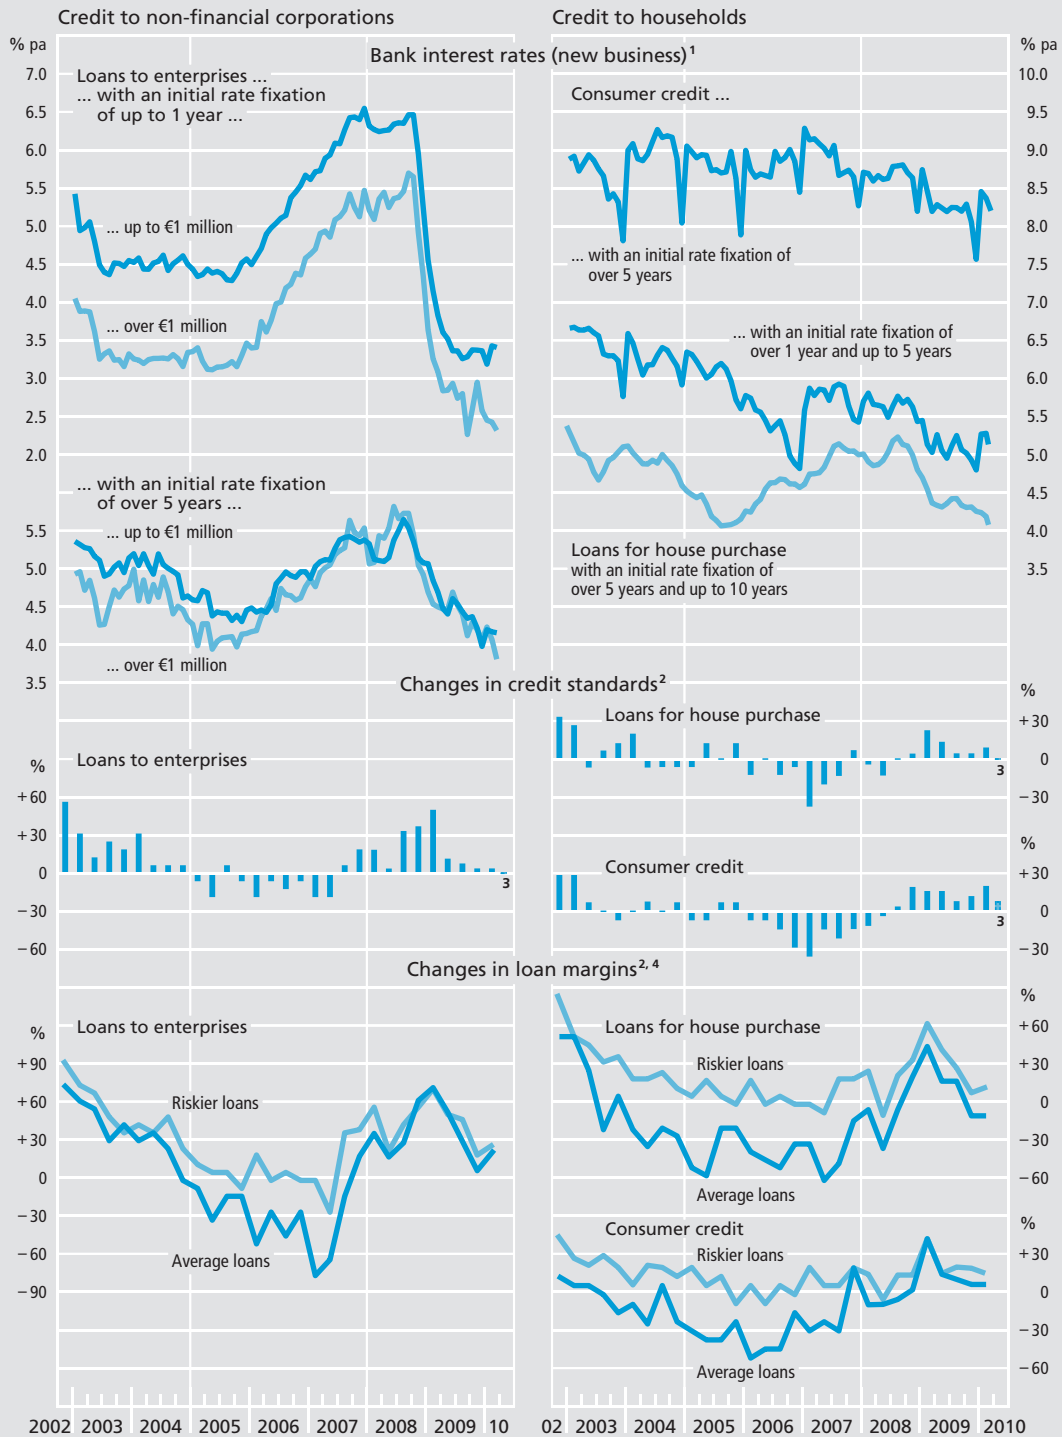 Credit to non-financial corporations
Credit to households
% pa
Bank interest rates (new business)¹
% pa
Loans to enterprises ...
... with an initial rate fixation
of up to 1 year ...
... up to €1 million
... over €1 million
7.0
6.5
6.0
5.5
5.0
4.5
4.0
3.5
3.0
2.5
2.0
... with an initial rate fixation
of over 5 years ...
... up to €1 million
... over €1 million
5.5
5.0
4.5
4.0
3.5
Consumer credit ...
... with an initial rate fixation of
over 5 years
... with an initial rate fixation of
over 1 year and up to 5 years
Loans for house purchase
with an initial rate fixation of
over 5 years and up to 10 years
10.0
9.5
9.0
8.5
8.0
7.5
7.0
6.5
6.0
5.5
5.0
4.5
4.0
3.5
Changes in credit standards²
Loans to enterprises
%
+60
+30
0
−30
−60
3
Loans for house purchase
%
+30
0
−30
3
Consumer credit
%
+30
0
−30
3
Changes in loan margins²,⁴
Loans to enterprises
Riskier loans
Average loans
%
+90
+60
+30
0
−30
−60
−90
Loans for house purchase
Riskier loans
Average loans
%
+60
+30
0
−30
−60
Consumer credit
Riskier loans
Average loans
%
+30
0
−30
−60
2002 2003 2004 2005 2006 2007 2008 2009 10
02 2003 2004 2005 2006 2007 2008 2009 2010